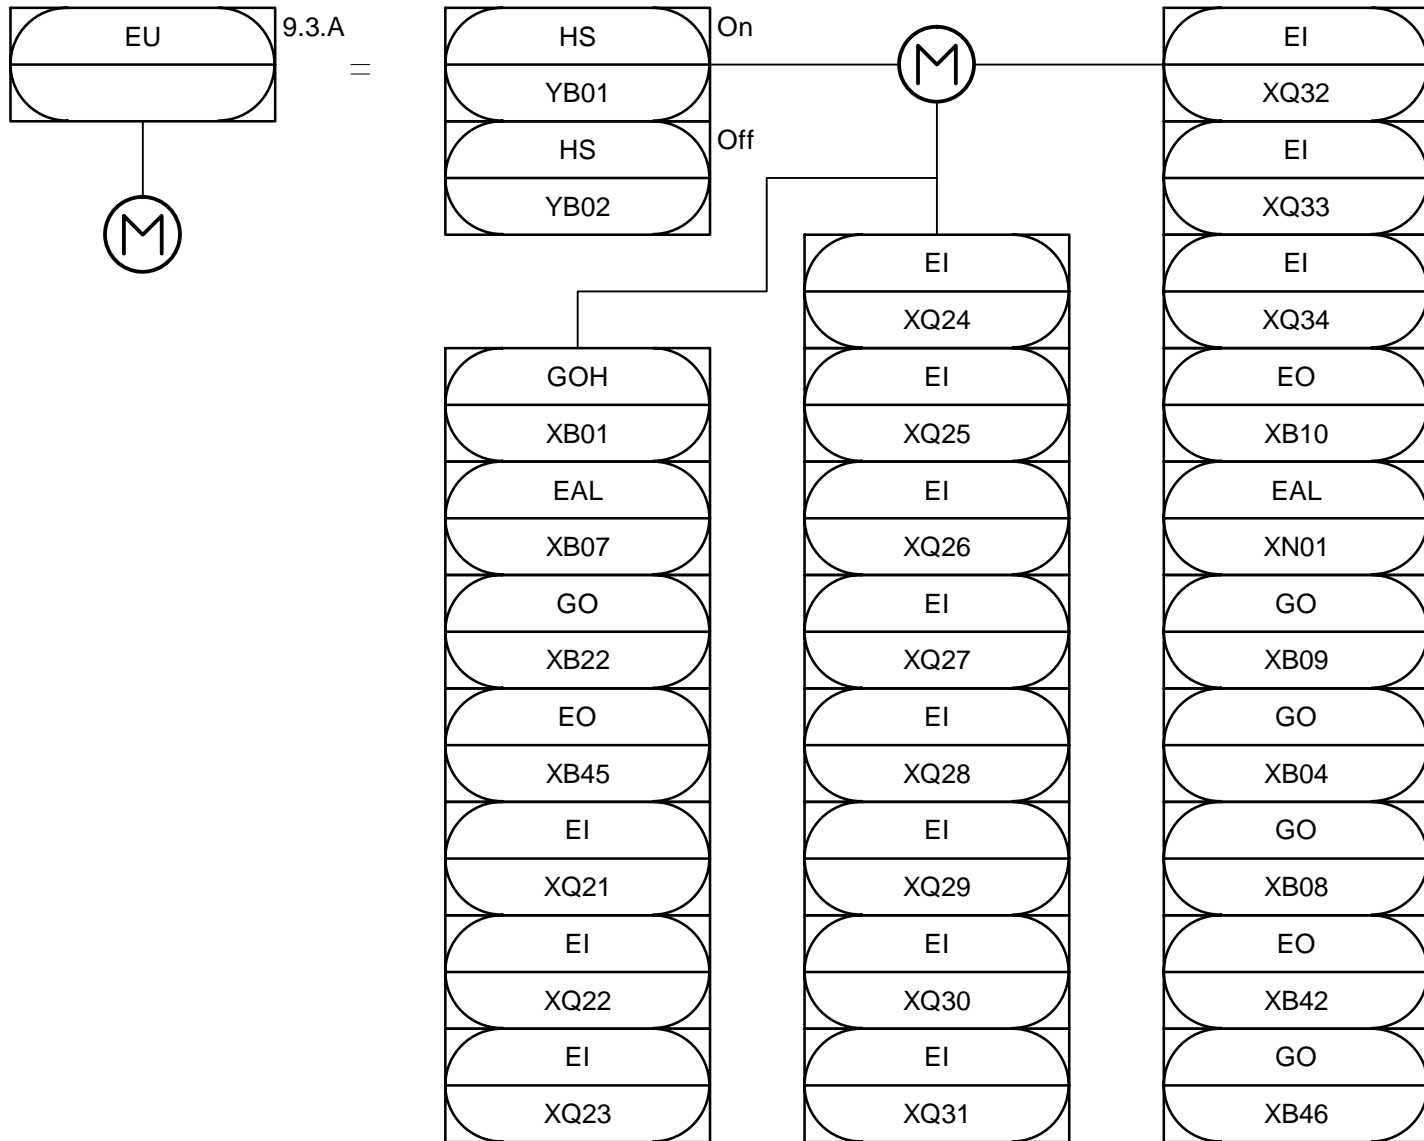 EU
9.3.A
=
M
HS
On
YB01
HS
Off
YB02
M
GOH
XB01
EAL
XB07
GO
XB22
EO
XB45
EI
XQ21
EI
XQ22
EI
XQ23
EI
XQ24
EI
XQ25
EI
XQ26
EI
XQ27
EI
XQ28
EI
XQ29
EI
XQ30
EI
XQ31
EI
XQ32
EI
XQ33
EI
XQ34
EO
XB10
EAL
XN01
GO
XB09
GO
XB04
GO
XB08
EO
XB42
GO
XB46